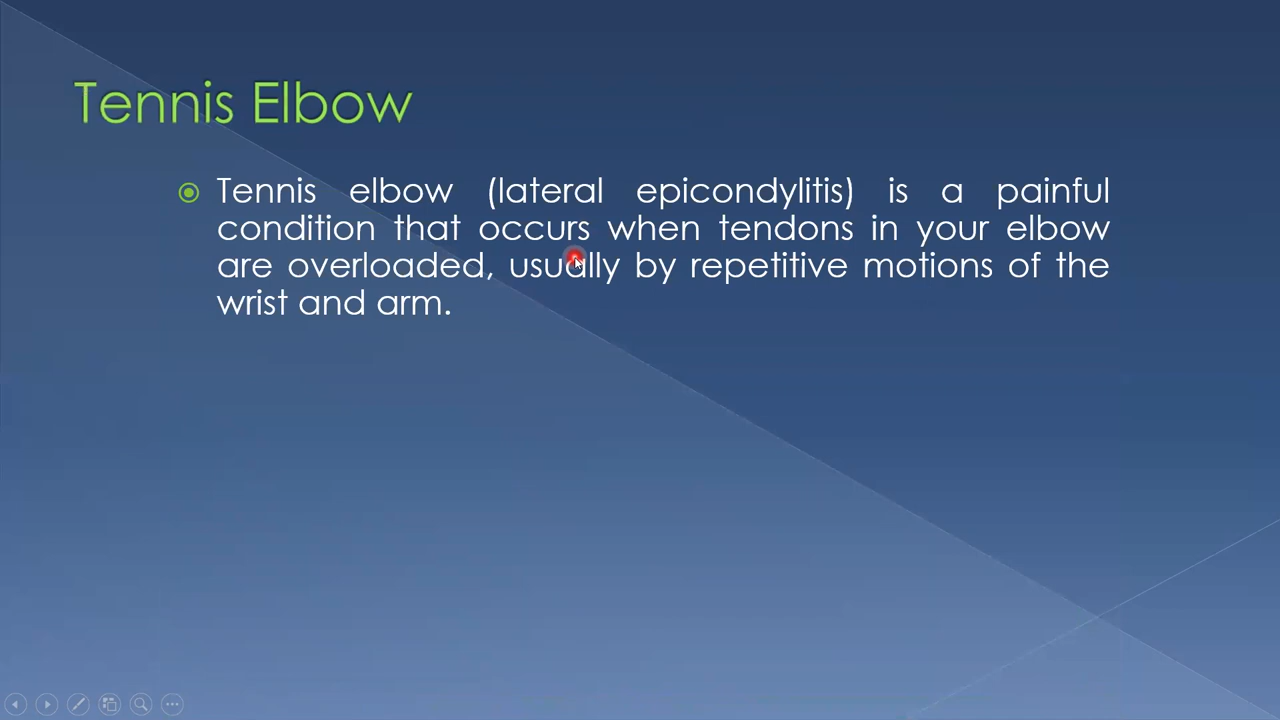 Tennis Elbow
Tennis elbow (lateral epicondylitis) is a painful
condition that occurs when tendons in your elbow
are overloaded, usually by repetitive motions of the
wrist and arm.